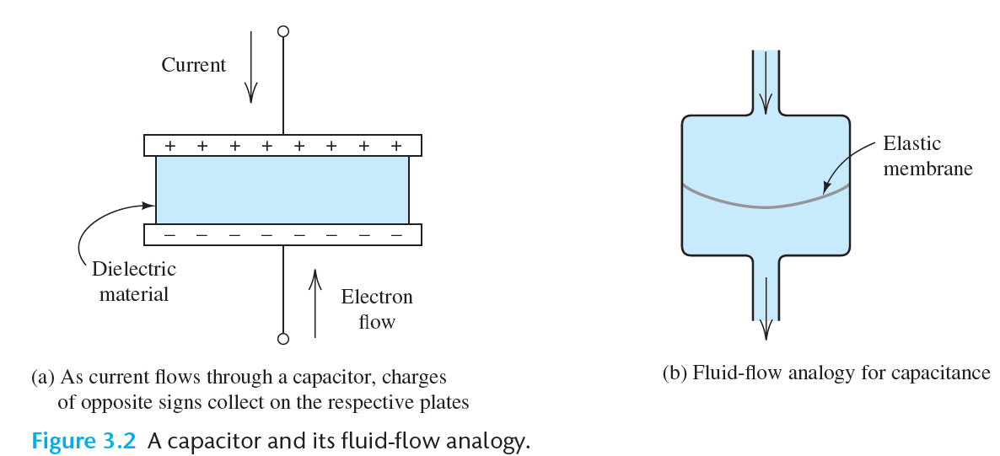 Current
+ + + + + + + +
− − − − − − − −
Dielectric
material
Electron
flow
(a) As current flows through a capacitor, charges
of opposite signs collect on the respective plates
Elastic
membrane
(b) Fluid-flow analogy for capacitance
Figure 3.2 A capacitor and its fluid-flow analogy.